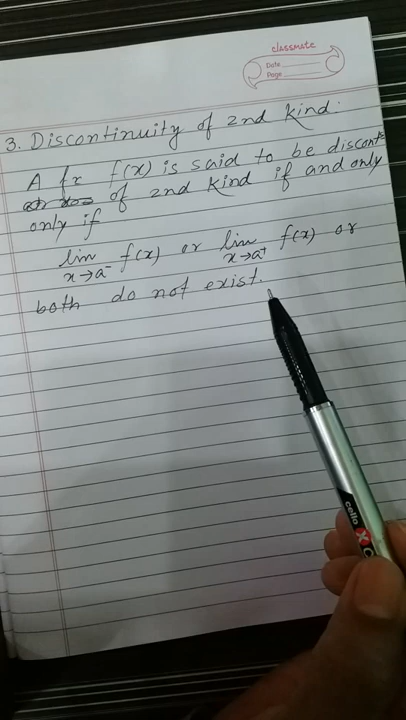 classmate
Date
Page
3. Discontinuity of 2nd kind.
A fx f(x) is said to be discont
of 2nd kind if and only
only if
lim x→a⁻ f(x) or lim x→a⁺ f(x) or
both do not exist.
cello X